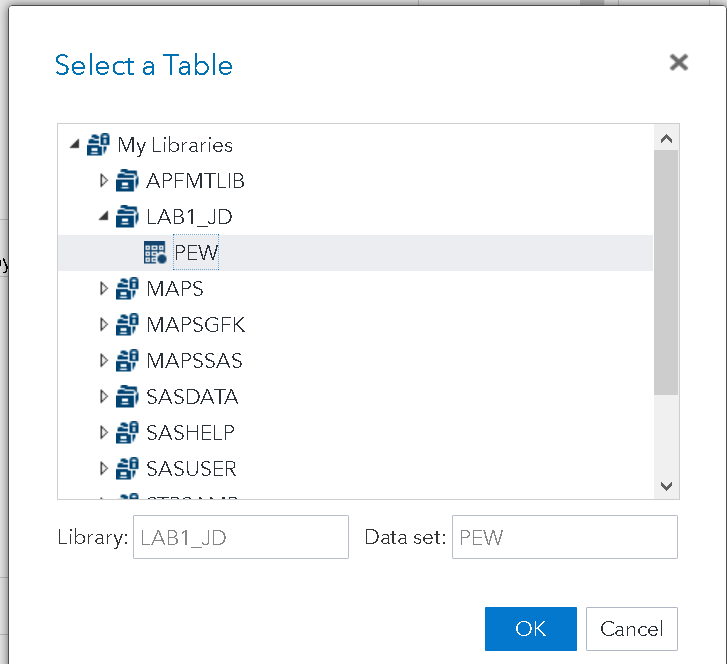 Select a Table
My Libraries
APFMTLIB
LAB1_JD
PEW
MAPS
MAPSGFK
MAPSSAS
SASDATA
SASHELP
SASUSER
Library: LAB1_JD Data set: PEW
OK Cancel